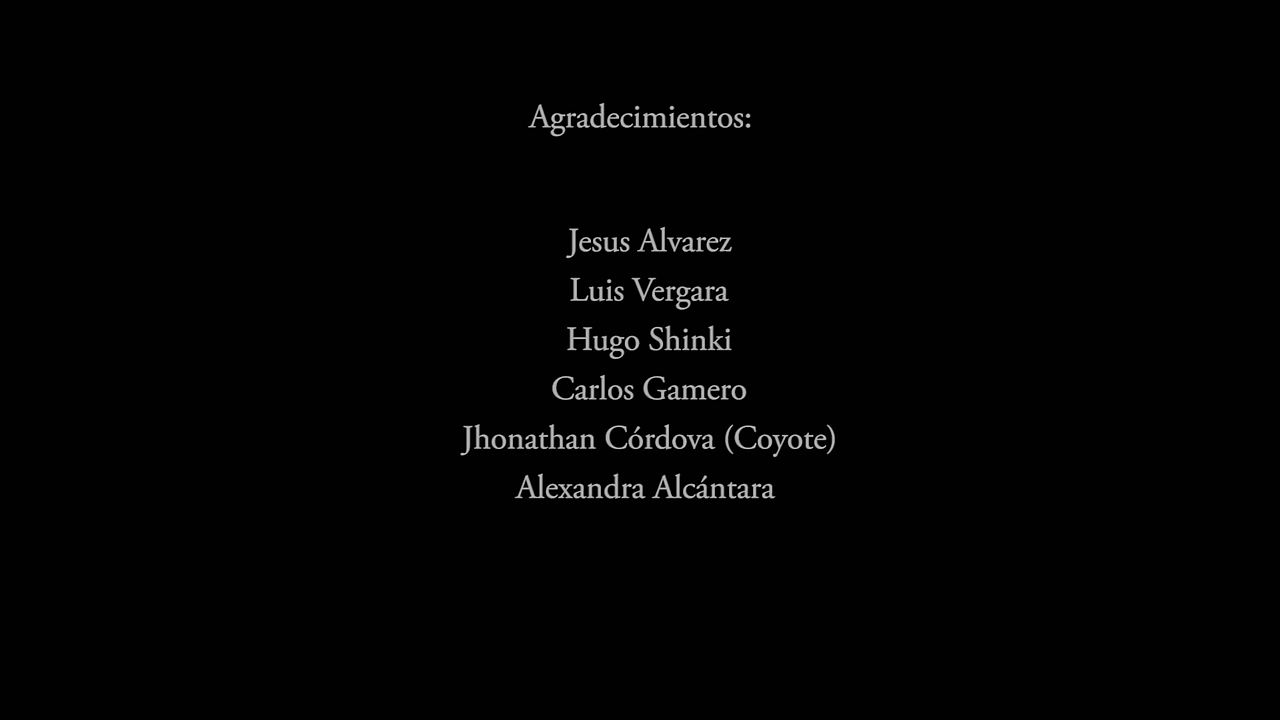 Agradecimientos:
Jesus Alvarez
Luis Vergara
Hugo Shinki
Carlos Gamero
Jhonathan Córdova (Coyote)
Alexandra Alcántara